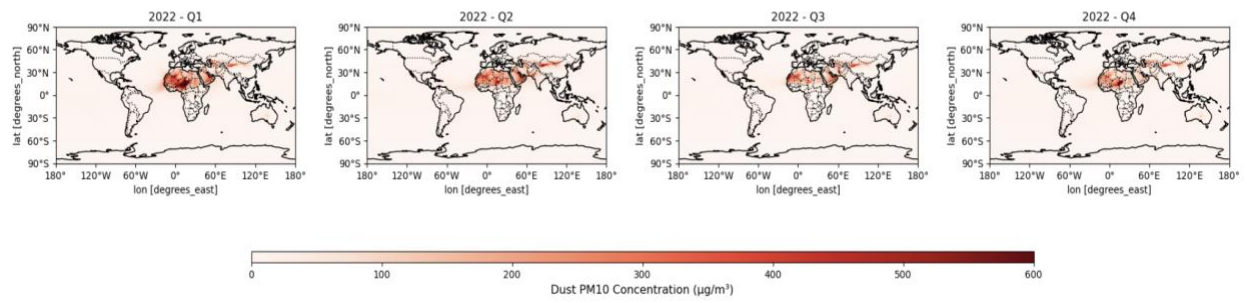 2022 - Q1
90°N
60°N
30°N
0°
30°S
60°S
90°S
lat [degrees_north]
180° 120°W 60°W 0° 60°E 120°E 180°
lon [degrees_east]
2022 - Q2
90°N
60°N
30°N
0°
30°S
60°S
90°S
lat [degrees_north]
180° 120°W 60°W 0° 60°E 120°E 180°
lon [degrees_east]
2022 - Q3
90°N
60°N
30°N
0°
30°S
60°S
90°S
lat [degrees_north]
180° 120°W 60°W 0° 60°E 120°E 180°
lon [degrees_east]
2022 - Q4
90°N
60°N
30°N
0°
30°S
60°S
90°S
lat [degrees_north]
180° 120°W 60°W 0° 60°E 120°E 180°
lon [degrees_east]
0 100 200 300 400 500 600
Dust PM10 Concentration (µg/m³)